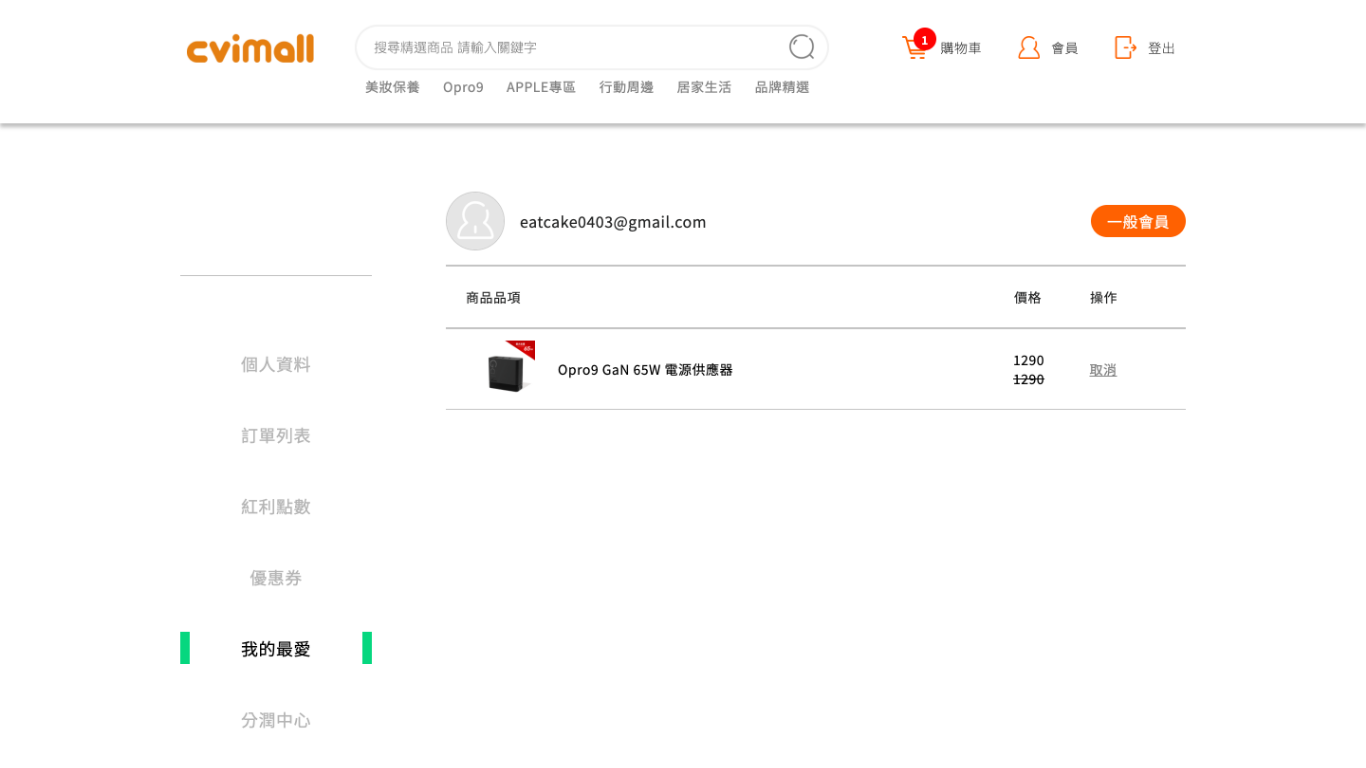 cvimall
搜尋精選商品 請輸入關鍵字
1
購物車
會員
登出
美妝保養
Opro9
APPLE專區
行動周邊
居家生活
品牌精選
eatcake0403@gmail.com
一般會員
商品品項
價格
操作
Opro9 GaN 65W 電源供應器
1290
1290
取消
個人資料
訂單列表
紅利點數
優惠券
我的最愛
分潤中心